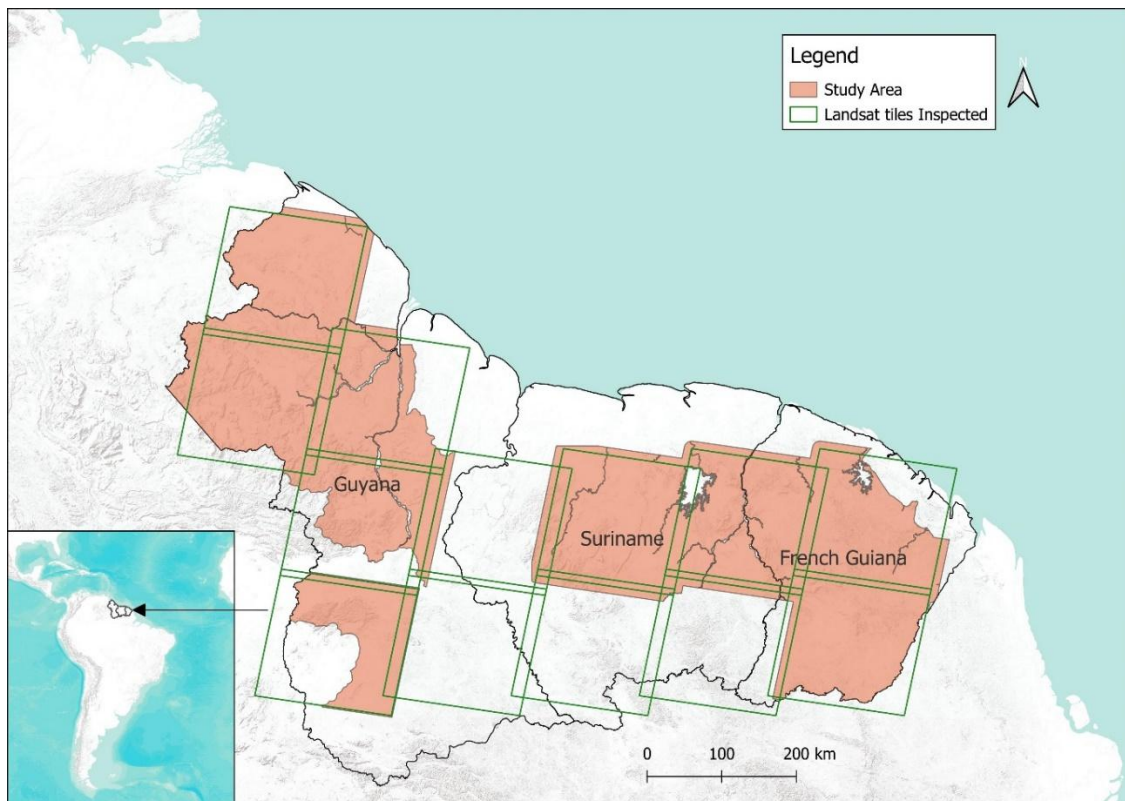 Legend
Study Area
Landsat tiles Inspected
N
Guyana
Suriname
French Guiana
0 100 200 km